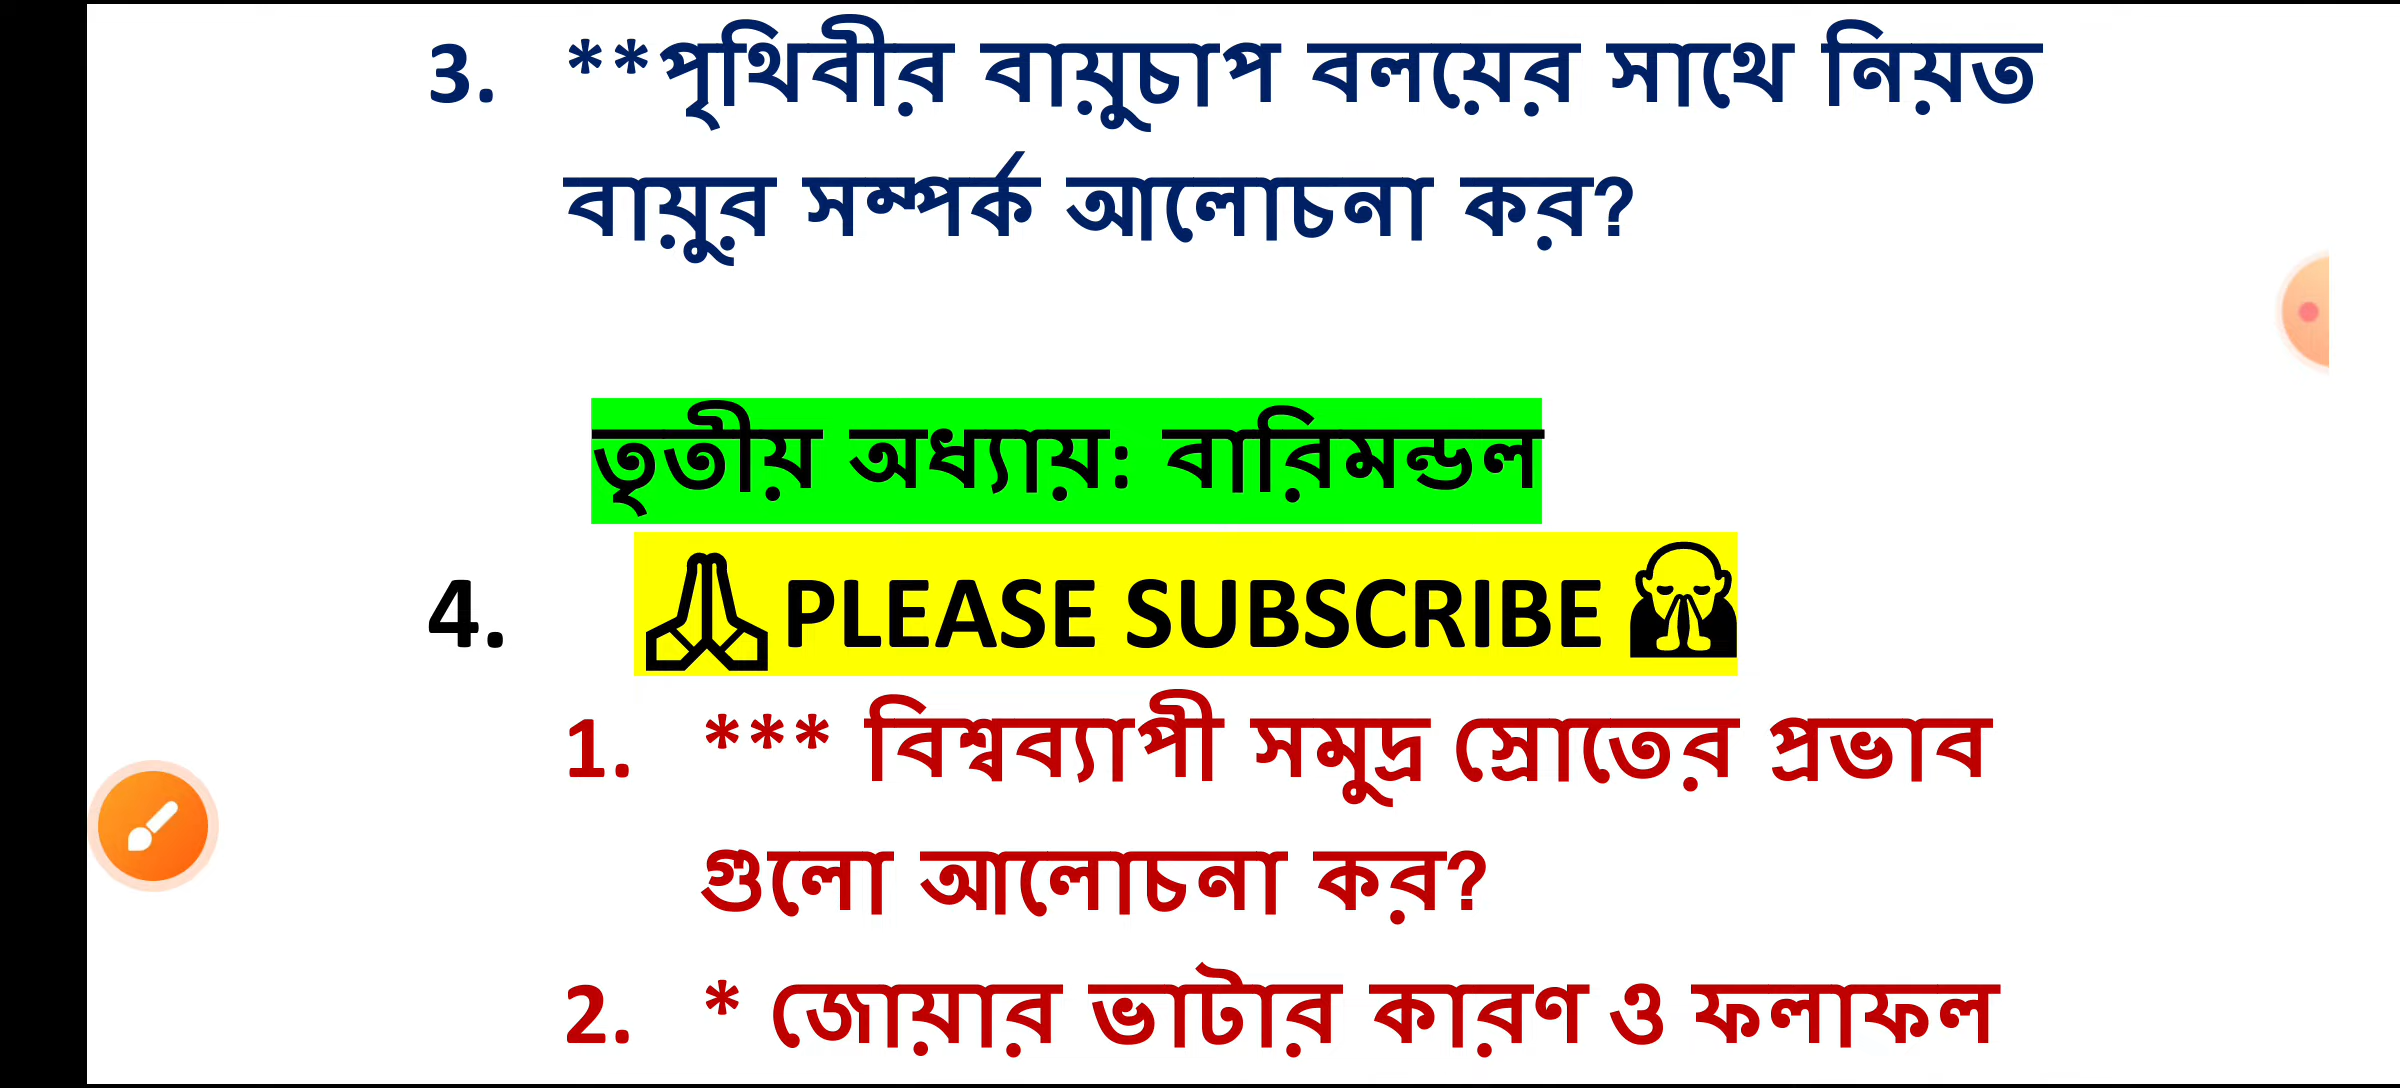 3. **পৃথিবীর বায়ুচাপ বলয়ের সাথে নিয়ত
বায়ুর সম্পর্ক আলোচনা কর?
তৃতীয় অধ্যায়: বারিমন্ডল
4. PLEASE SUBSCRIBE
1. *** বিশ্বব্যাপী সমুদ্র স্রোতের প্রভাব
গুলো আলোচনা কর?
2. * জোয়ার ভাটার কারণ ও ফলাফল